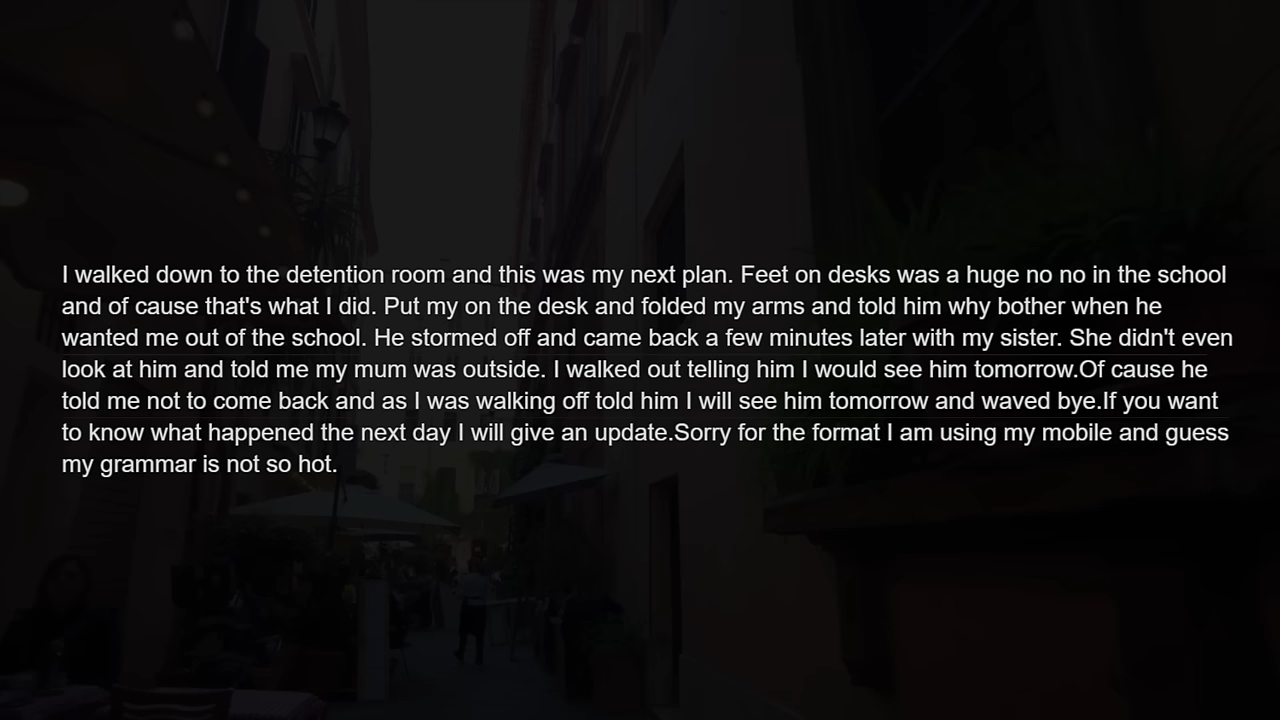 I walked down to the detention room and this was my next plan. Feet on desks was a huge no no in the school
and of cause that's what I did. Put my on the desk and folded my arms and told him why bother when he
wanted me out of the school. He stormed off and came back a few minutes later with my sister. She didn't even
look at him and told me my mum was outside. I walked out telling him I would see him tomorrow.Of cause he
told me not to come back and as I was walking off told him I will see him tomorrow and waved bye.If you want
to know what happened the next day I will give an update.Sorry for the format I am using my mobile and guess
my grammar is not so hot.